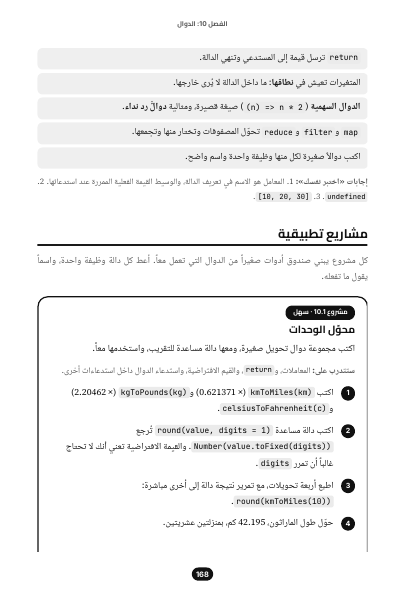 الفصل 10: الدوال
return ترسل قيمة إلى المستدعي وتنهي الدالة.
المتغيرات تعيش في نطاقها: ما داخل الدالة لا يُرى خارجها.
الدوال السهمية ( (n) => n * 2 ) صيغة قصيرة، ومثالية دوالَّ رد نداء.
map و filter و reduce تحوّل المصفوفات وتختار منها وتجمعها.
اكتب دوالاً صغيرة لكل منها وظيفة واحدة واسم واضح.
إجابات «اختبر نفسك»: 1. المعامل هو الاسم في تعريف الدالة، والوسيط القيمة الفعلية الممررة عند استدعائها. 2.
undefined . 3. [10, 20, 30] .
مشاريع تطبيقية
كل مشروع يبني صندوق أدوات صغيراً من الدوال التي تعمل معاً. أعط كل دالة وظيفة واحدة، واسماً
يقول ما تفعله.
مشروع 10.1 · سهل
محوّل الوحدات
اكتب مجموعة دوال تحويل صغيرة، ومعها دالة مساعدة للتقريب، واستخدمها معاً.
ستتدرب على: المعاملات، و return ، والقيم الافتراضية، واستدعاء الدوال داخل استدعاءات أخرى.
1 اكتب kmToMiles(km) (× 0.621371) و kgToPounds(kg) (× 2.20462)
و celsiusToFahrenheit(c) .
2 اكتب دالة مساعدة round(value, digits = 1) تُرجع
Number(value.toFixed(digits)) . والقيمة الافتراضية تعني أنك لا تحتاج
غالباً أن تمرر digits .
3 اطبع أربعة تحويلات، مع تمرير نتيجة دالة إلى أخرى مباشرة:
round(kmToMiles(10)) .
4 حوّل طول الماراثون، 42.195 كم، بمنزلتين عشريتين.
168